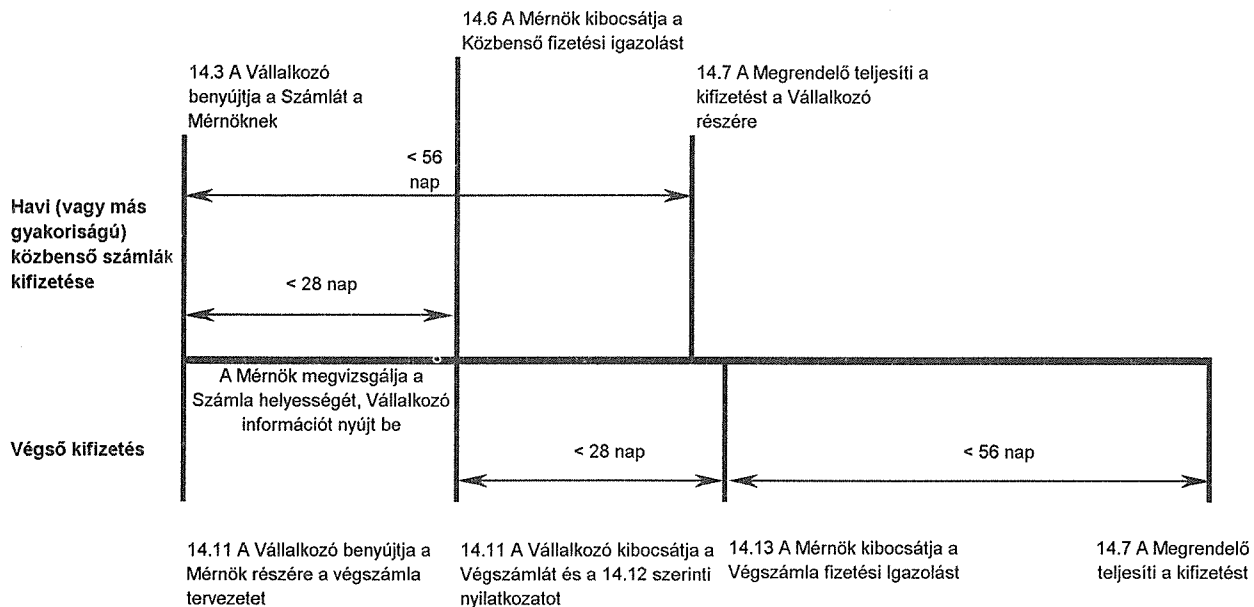 14.6 A Mérnök kibocsátja a
Közbenső fizetési igazolást
14.3 A Vállalkozó
benyújtja a Számlát a
Mérnöknek
14.7 A Megrendelő teljesíti a
kifizetést a Vállalkozó
részére
< 56
nap
Havi (vagy más
gyakoriságú)
közbenső számlák
kifizetése
< 28 nap
A Mérnök megvizsgálja a
Számla helyességét, Vállalkozó
információt nyújt be
Végső kifizetés
< 28 nap
< 56 nap
14.11 A Vállalkozó benyújtja a
Mérnök részére a végszámla
tervezetet
14.11 A Vállalkozó kibocsátja a
Végszámlát és a 14.12 szerinti
nyilatkozatot
14.13 A Mérnök kibocsátja a
Végszámla fizetési Igazolást
14.7 A Megrendelő
teljesíti a kifizetést